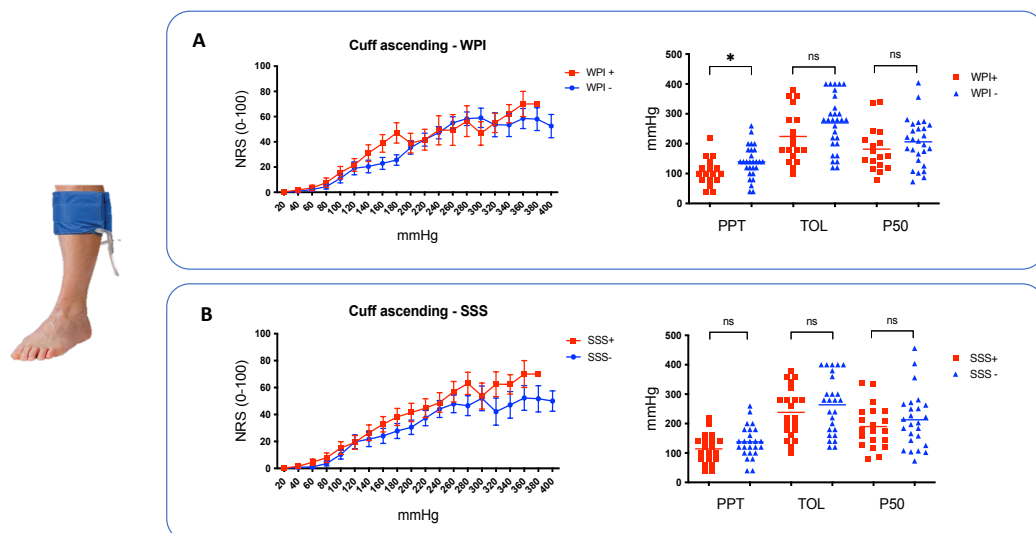 A
Cuff ascending - WPI
NRS (0-100)
100
80
60
40
20
0
20 40 60 80 100 120 140 160 180 200 220 240 260 280 300 320 340 360 380 400
mmHg
WPI +
WPI -
mmHg
500
400
300
200
100
0
* ns ns
PPT TOL P50
WPI+
WPI -
B
Cuff ascending - SSS
NRS (0-100)
100
80
60
40
20
0
20 40 60 80 100 120 140 160 180 200 220 240 260 280 300 320 340 360 380 400
mmHg
SSS+
SSS-
mmHg
500
400
300
200
100
0
ns ns ns
PPT TOL P50
SSS+
SSS -